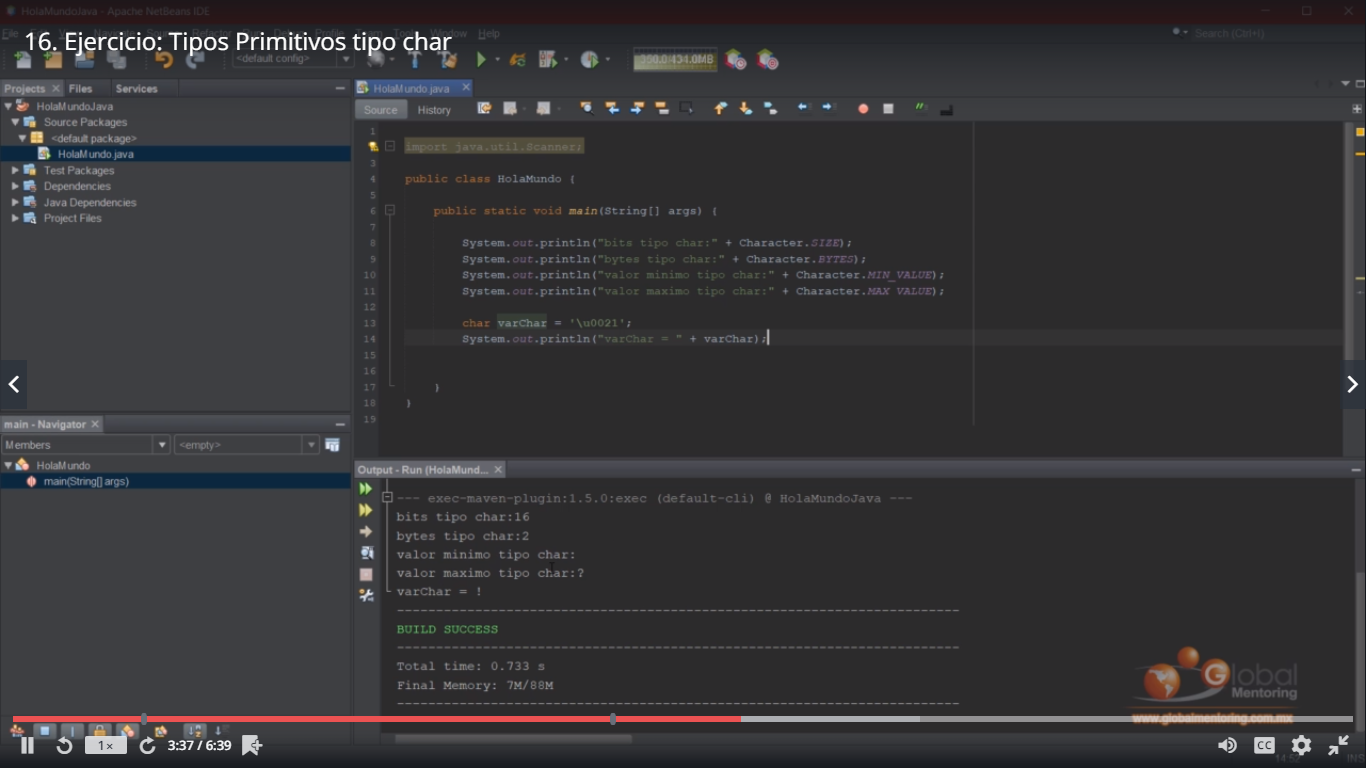 HolaMundoJava - Apache NetBeans IDE
16. Ejercicio: Tipos Primitivos tipo char
Window Help
Search (Ctrl+I)
<default config>
Projects Files Services
HolaMundoJava
Source Packages
<default package>
HolaMundo.java
Test Packages
Dependencies
Java Dependencies
Project Files
HolaMundo.java
Source History
1
import java.util.Scanner;
3
4 public class HolaMundo {
5
6 public static void main(String[] args) {
7
8 System.out.println("bits tipo char:" + Character.SIZE);
9 System.out.println("bytes tipo char:" + Character.BYTES);
10 System.out.println("valor minimo tipo char:" + Character.MIN_VALUE);
11 System.out.println("valor maximo tipo char:" + Character.MAX_VALUE);
12
13 char varChar = '\u0021';
14 System.out.println("varChar = " + varChar);
15
16
17 }
18 }
19
main - Navigator
Members <empty>
HolaMundo
main(String[] args)
Output - Run (HolaMund...
--- exec-maven-plugin:1.5.0:exec (default-cli) @ HolaMundoJava ---
bits tipo char:16
bytes tipo char:2
valor minimo tipo char:
valor maximo tipo char:?
varChar = !
BUILD SUCCESS
Total time: 0.733 s
Final Memory: 7M/88M
Global
Mentoring
www.globalmentoring.com.mx
1× 3:37 / 6:39 CC
14:52 INS